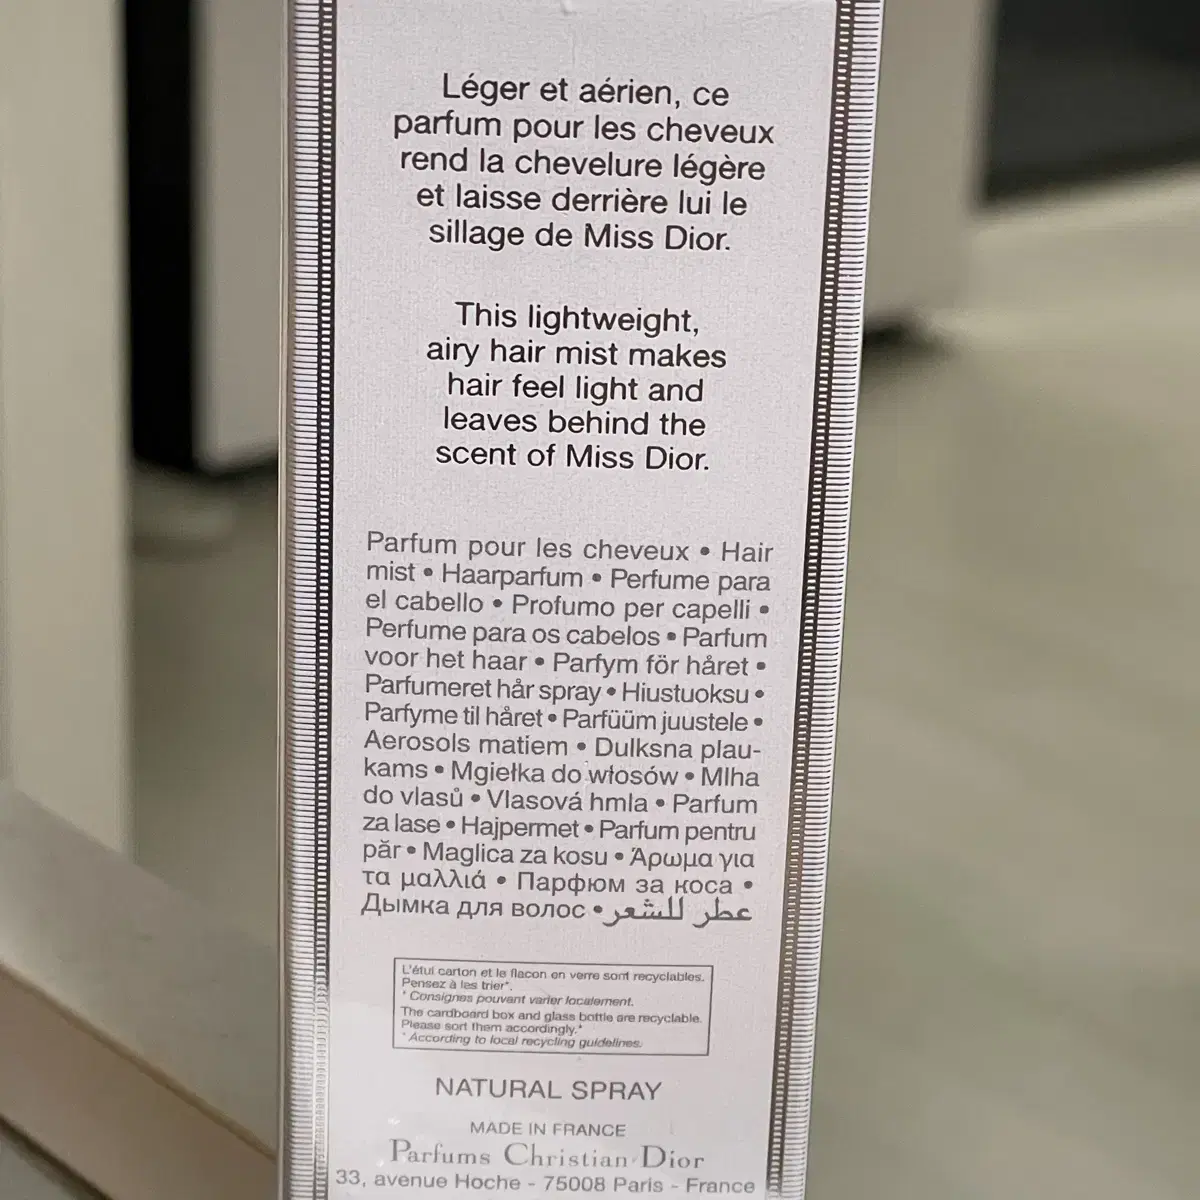 Léger et aérien, ce
parfum pour les cheveux
rend la chevelure légère
et laisse derrière lui le
sillage de Miss Dior.
This lightweight,
airy hair mist makes
hair feel light and
leaves behind the
scent of Miss Dior.
Parfum pour les cheveux • Hair
mist • Haarparfum • Perfume para
el cabello • Profumo per capelli •
Perfume para os cabelos • Parfum
voor het haar • Parfym för håret •
Parfumeret hår spray • Hiustuoksu •
Parfyme til håret • Parfüüm juustele •
Aerosols matiem • Dulksna plau-
kams • Mgiełka do włosów • Mlha
do vlasů • Vlasová hmla • Parfum
za lase • Hajpermet • Parfum pentru
păr • Maglica za kosu • Άρωμα για
τα μαλλιά • Парфюм за коса •
Дымка для волос • عطر للشعر
L'étui carton et le flacon en verre sont recyclables.
Pensez à les trier*.
* Consignes pouvant varier localement.
The cardboard box and glass bottle are recyclable.
Please sort them accordingly.*
* According to local recycling guidelines.
NATURAL SPRAY
MADE IN FRANCE
Parfums Christian Dior
33, avenue Hoche - 75008 Paris - France